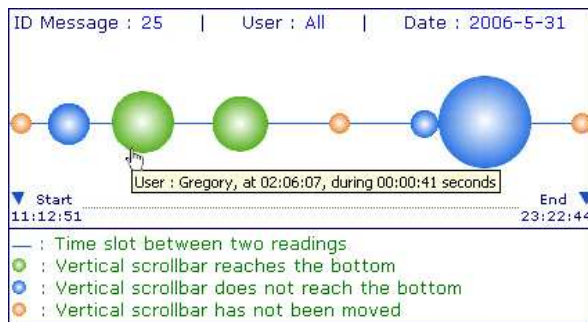 ID Message : 25 | User : All | Date : 2006-5-31
User : Gregory, at 02:06:07, during 00:00:41 seconds
Start End
11:12:51 23:22:44
: Time slot between two readings
: Vertical scrollbar reaches the bottom
: Vertical scrollbar does not reach the bottom
: Vertical scrollbar has not been moved